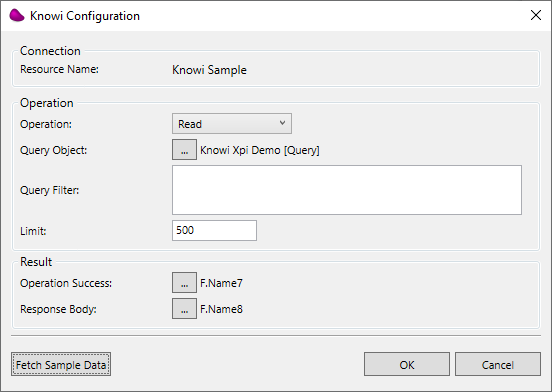 Knowi Configuration
Connection
Resource Name: Knowi Sample
Operation
Operation: Read
Query Object: ... Knowi Xpi Demo [Query]
Query Filter:
Limit: 500
Result
Operation Success: ... F.Name7
Response Body: ... F.Name8
Fetch Sample Data OK Cancel